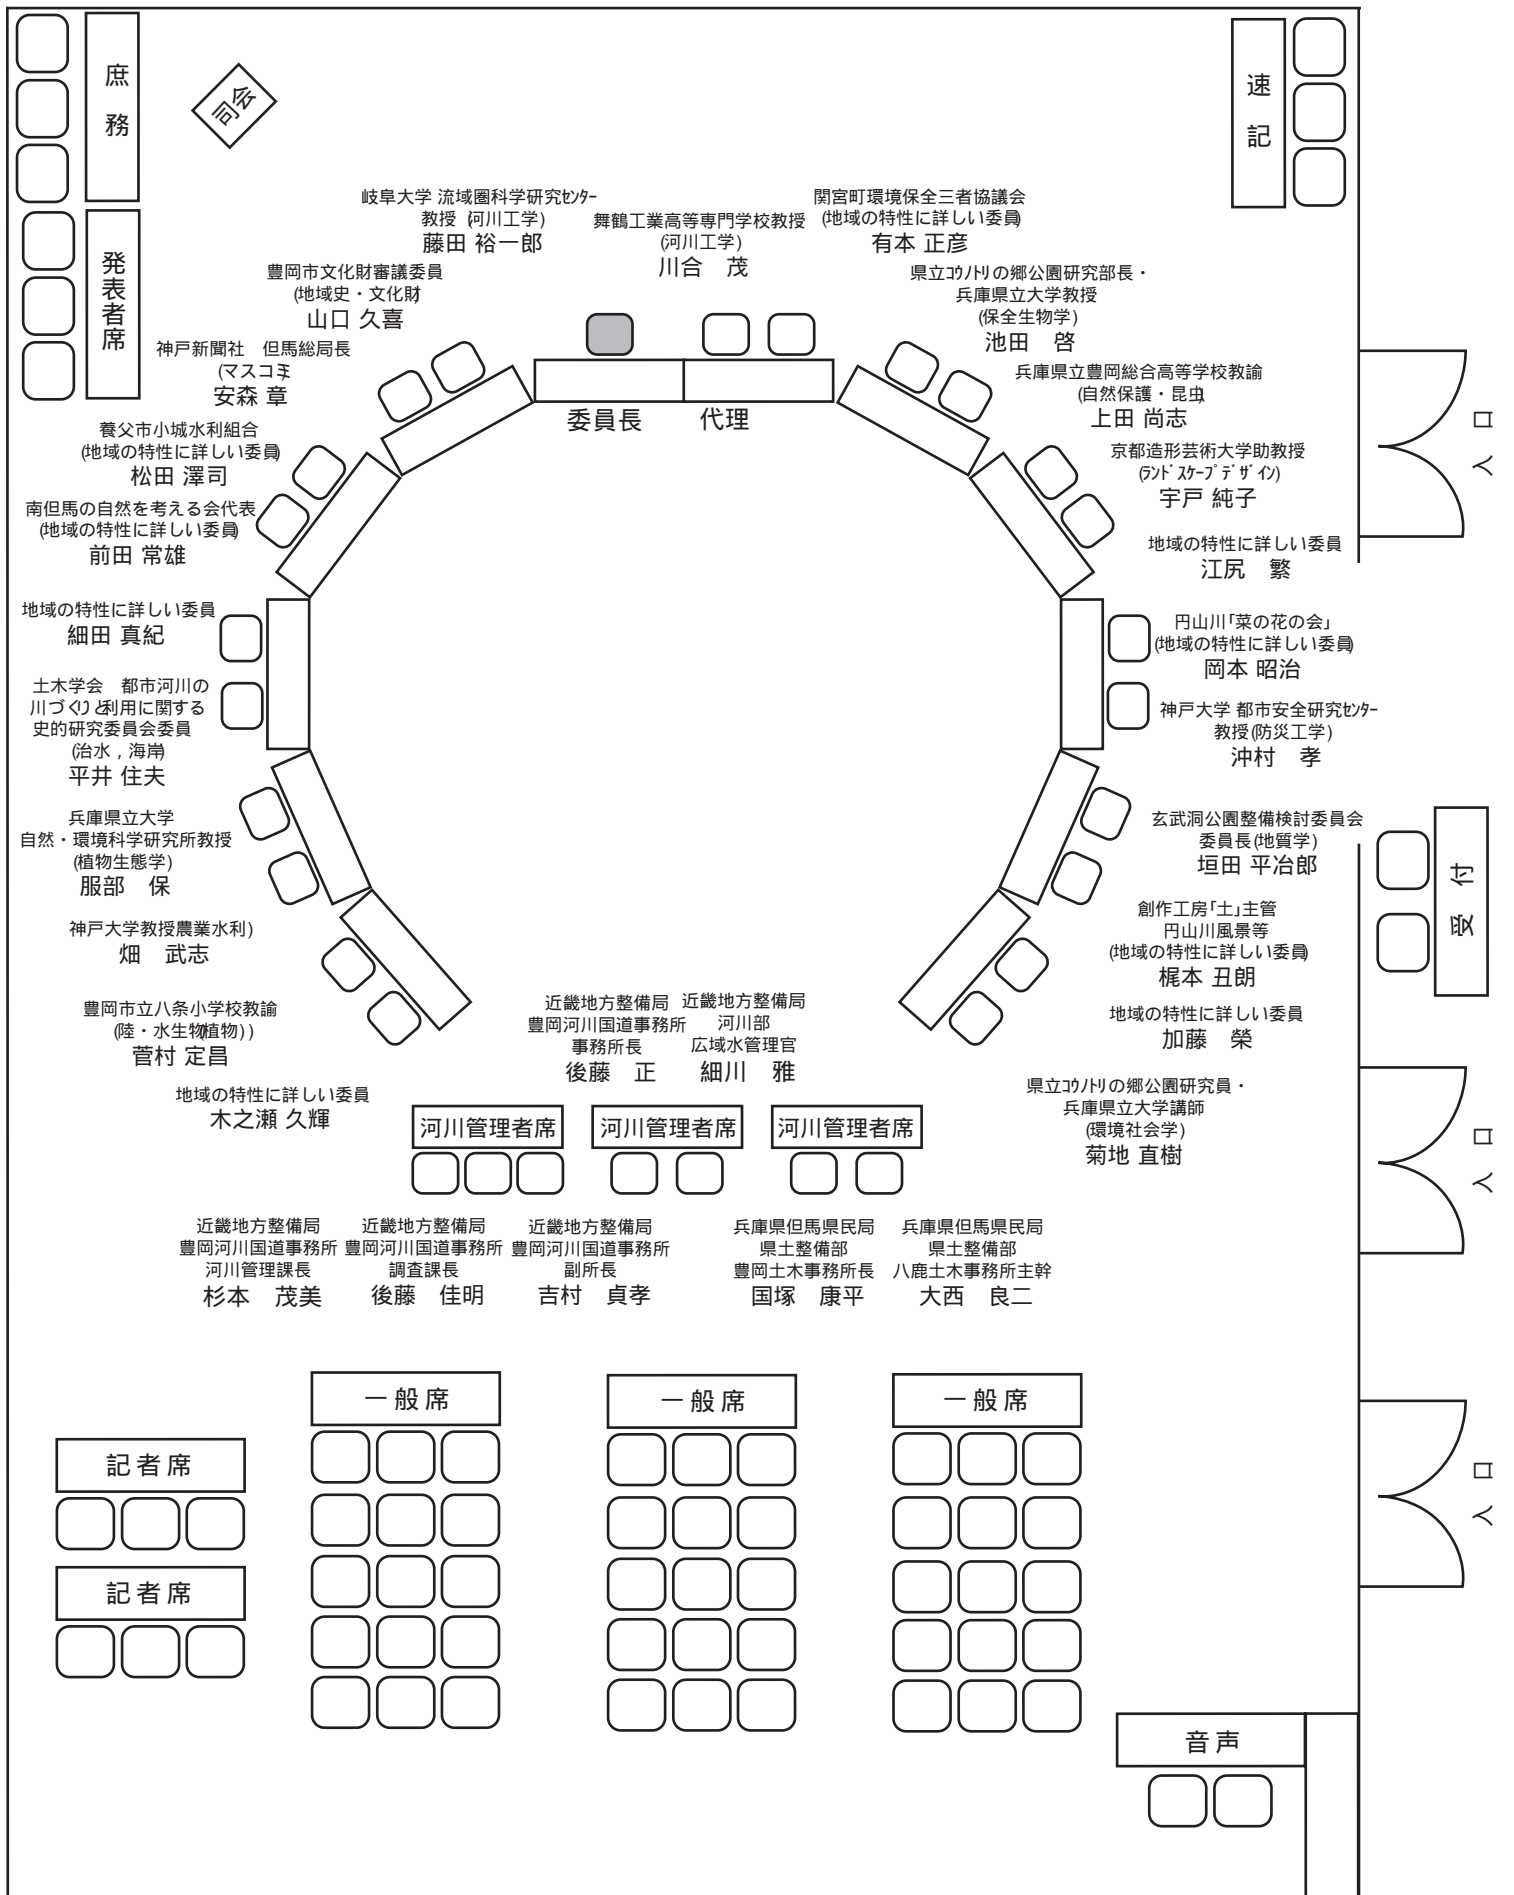 庶務
司会
速記
発表者席
岐阜大学 流域圏科学研究ｾﾝﾀｰ
教授 (河川工学)
藤田 裕一郎
舞鶴工業高等専門学校教授
(河川工学)
川合 茂
関宮町環境保全三者協議会
(地域の特性に詳しい委員)
有本 正彦
豊岡市文化財審議委員
(地域史・文化財)
山口 久喜
県立ｺｳﾉﾄﾘの郷公園研究部長・
兵庫県立大学教授
(保全生物学)
池田 啓
神戸新聞社 但馬総局長
(マスコミ)
安森 章
委員長
代理
兵庫県立豊岡総合高等学校教諭
(自然保護・昆虫)
上田 尚志
養父市小城水利組合
(地域の特性に詳しい委員)
松田 澤司
京都造形芸術大学助教授
(ﾗﾝﾄﾞｽｹｰﾌﾟﾃﾞｻﾞｲﾝ)
宇戸 純子
南但馬の自然を考える会代表
(地域の特性に詳しい委員)
前田 常雄
地域の特性に詳しい委員
江尻 繁
入口
地域の特性に詳しい委員
細田 真紀
円山川「菜の花の会」
(地域の特性に詳しい委員)
岡本 昭治
土木学会 都市河川の
川づくりと利用に関する
史的研究委員会委員
(治水，海岸)
平井 住夫
神戸大学 都市安全研究ｾﾝﾀｰ
教授(防災工学)
沖村 孝
兵庫県立大学
自然・環境科学研究所教授
(植物生態学)
服部 保
玄武洞公園整備検討委員会
委員長(地質学)
垣田 平冶郎
受付
神戸大学教授農業水利)
畑 武志
創作工房「土」主管
円山川風景等
(地域の特性に詳しい委員)
梶本 丑朗
豊岡市立八条小学校教諭
(陸・水生物(植物))
菅村 定昌
近畿地方整備局
豊岡河川国道事務所
事務所長
後藤 正
近畿地方整備局
河川部
広域水管理官
細川 雅
地域の特性に詳しい委員
加藤 榮
地域の特性に詳しい委員
木之瀬 久輝
県立ｺｳﾉﾄﾘの郷公園研究員・
兵庫県立大学講師
(環境社会学)
菊地 直樹
入口
河川管理者席
河川管理者席
河川管理者席
近畿地方整備局
豊岡河川国道事務所
河川管理課長
杉本 茂美
近畿地方整備局
豊岡河川国道事務所
調査課長
後藤 佳明
近畿地方整備局
豊岡河川国道事務所
副所長
吉村 貞孝
兵庫県但馬県民局
県土整備部
豊岡土木事務所長
国塚 康平
兵庫県但馬県民局
県土整備部
八鹿土木事務所主幹
大西 良二
一般席
一般席
一般席
入口
記者席
記者席
音声